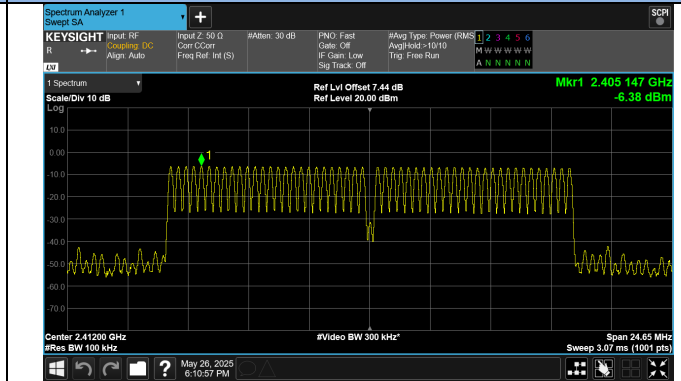 Spectrum Analyzer 1
Swept SA
+
SCPI
KEYSIGHT Input: RF Input Z: 50 Ω #Atten: 30 dB PNO: Fast #Avg Type: Power (RMS 1 2 3 4 5 6
R Coupling: DC Corr CCorr Gate: Off Avg|Hold:>10/10 M W W W W W
Align: Auto Freq Ref: Int (S) IF Gain: Low Trig: Free Run
LXI Sig Track: Off A N N N N N
1 Spectrum Ref Lvl Offset 7.44 dB Mkr1 2.405 147 GHz
Scale/Div 10 dB Ref Level 20.00 dBm -6.38 dBm
Log
10.0
0.00
1
-10.0
-20.0
-30.0
-40.0
-50.0
-60.0
-70.0
Center 2.41200 GHz #Video BW 300 kHz* Span 24.65 MHz
#Res BW 100 kHz Sweep 3.07 ms (1001 pts)
? May 26, 2025
6:10:57 PM